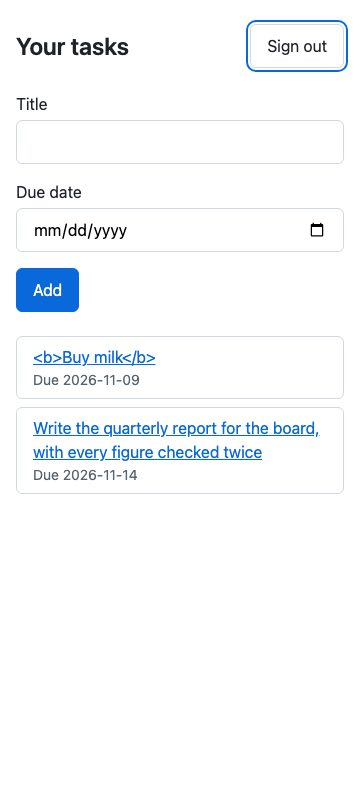 Your tasks
Sign out
Title
Due date
mm/dd/yyyy
Add
<b>Buy milk</b>
Due 2026-11-09
Write the quarterly report for the board,
with every figure checked twice
Due 2026-11-14